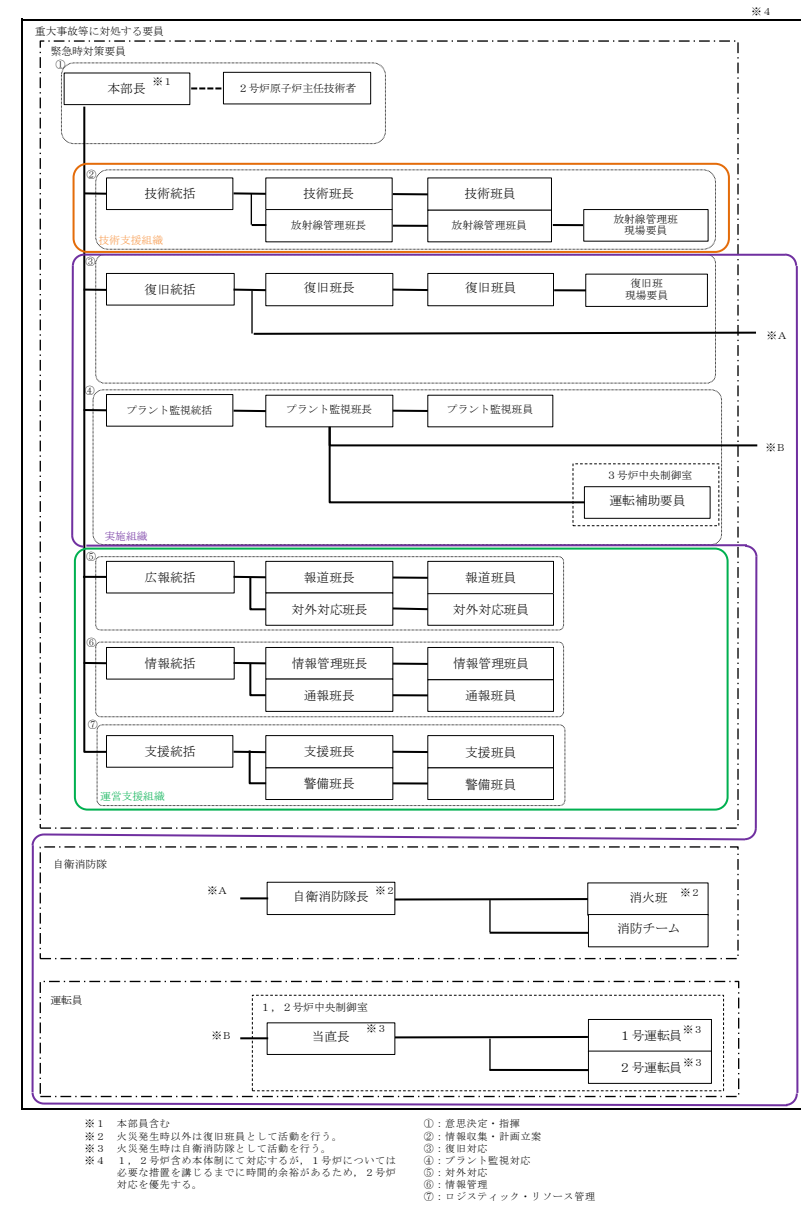 ※4
重大事故等に対処する要員
緊急時対策要員
①
本部長 ※1
2号炉原子炉主任技術者
②
技術統括
技術班長
技術班員
放射線管理班長
放射線管理班員
放射線管理班
現場要員
技術支援組織
③
復旧統括
復旧班長
復旧班員
復旧班
現場要員
※A
④
プラント監視統括
プラント監視班長
プラント監視班員
※B
3号炉中央制御室
運転補助要員
実施組織
⑤
広報統括
報道班長
報道班員
対外対応班長
対外対応班員
⑥
情報統括
情報管理班長
情報管理班員
通報班長
通報班員
⑦
支援統括
支援班長
支援班員
警備班長
警備班員
運営支援組織
自衛消防隊
※A
自衛消防隊長 ※2
消火班 ※2
消防チーム
運転員
1,2号炉中央制御室
※B
当直長 ※3
1号運転員※3
2号運転員※3
※1 本部員含む
※2 火災発生時以外は復旧班員として活動を行う。
※3 火災発生時は自衛消防隊として活動を行う。
※4 1,2号炉含め本体制にて対応するが,1号炉については
必要な措置を講じるまでに時間的余裕があるため,2号炉
対応を優先する。
①:意思決定・指揮
②:情報収集・計画立案
③:復旧対応
④:プラント監視対応
⑤:対外対応
⑥:情報管理
⑦:ロジスティック・リソース管理